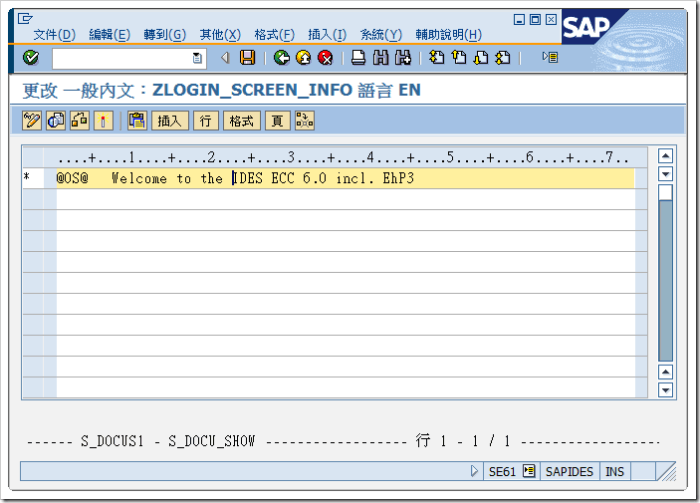 文件(D) 編輯(E) 轉到(G) 其他(X) 格式(F) 插入(I) 系統(Y) 輔助說明(H)
SAP
更改 一般內文：ZLOGIN_SCREEN_INFO 語言 EN
插入 行 格式 頁
....+....1....+....2....+....3....+....4....+....5....+....6....+....7..
* @OS@ Welcome to the IDES ECC 6.0 incl. EhP3
------ S_DOCUS1 - S_DOCU_SHOW ----------------- 行 1 - 1 / 1 -----------------
SE61 SAPIDES INS